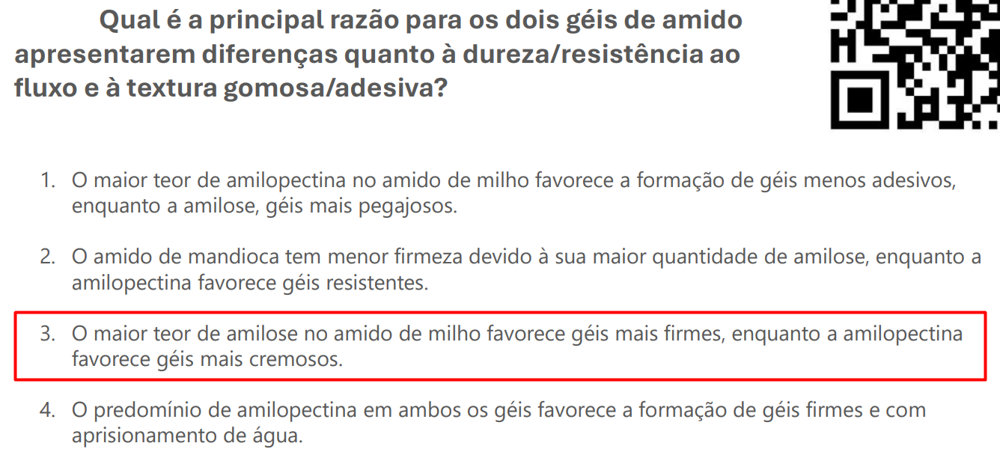 Qual é a principal razão para os dois géis de amido
apresentarem diferenças quanto à dureza/resistência ao
fluxo e à textura gomosa/adesiva?
1. O maior teor de amilopectina no amido de milho favorece a formação de géis menos adesivos,
enquanto a amilose, géis mais pegajosos.
2. O amido de mandioca tem menor firmeza devido à sua maior quantidade de amilose, enquanto a
amilopectina favorece géis resistentes.
3. O maior teor de amilose no amido de milho favorece géis mais firmes, enquanto a amilopectina
favorece géis mais cremosos.
4. O predomínio de amilopectina em ambos os géis favorece a formação de géis firmes e com
aprisionamento de água.